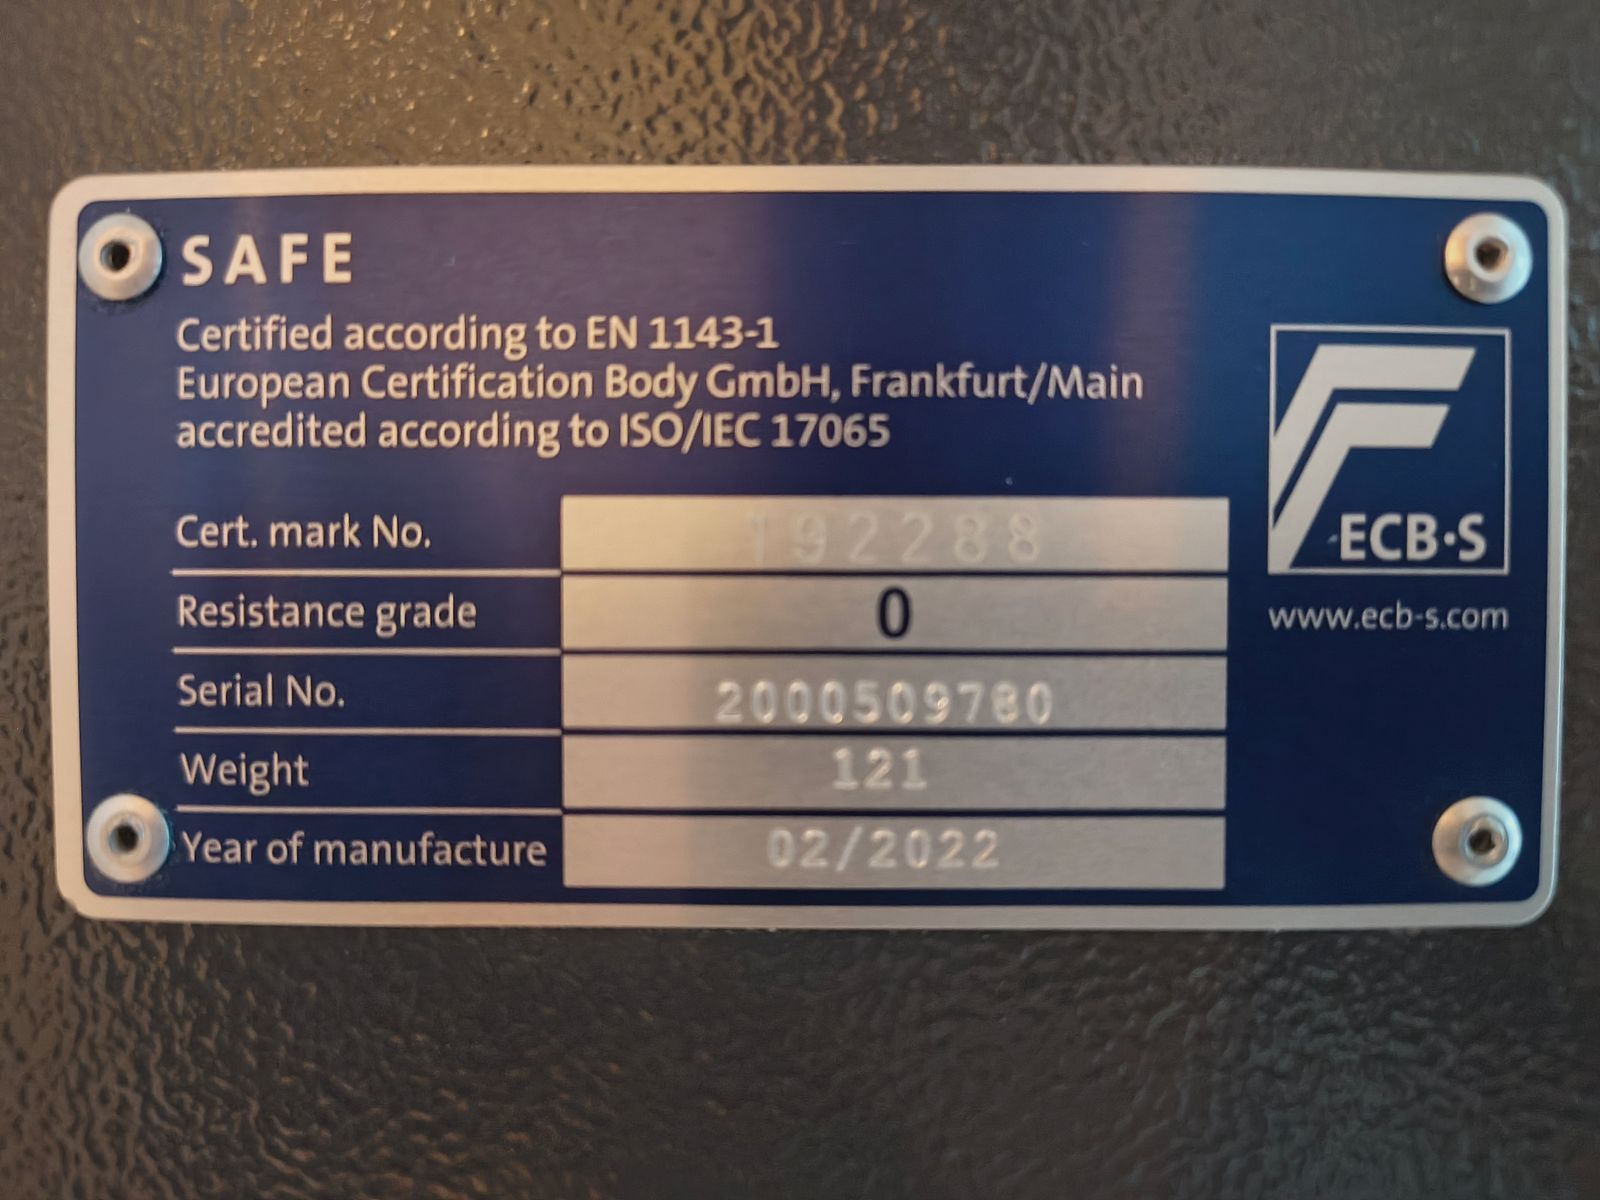 SAFE
Certified according to EN 1143-1
European Certification Body GmbH, Frankfurt/Main
accredited according to ISO/IEC 17065
Cert. mark No. 192288
Resistance grade 0
Serial No. 2000509780
Weight 121
Year of manufacture 02/2022
ECB·S
www.ecb-s.com